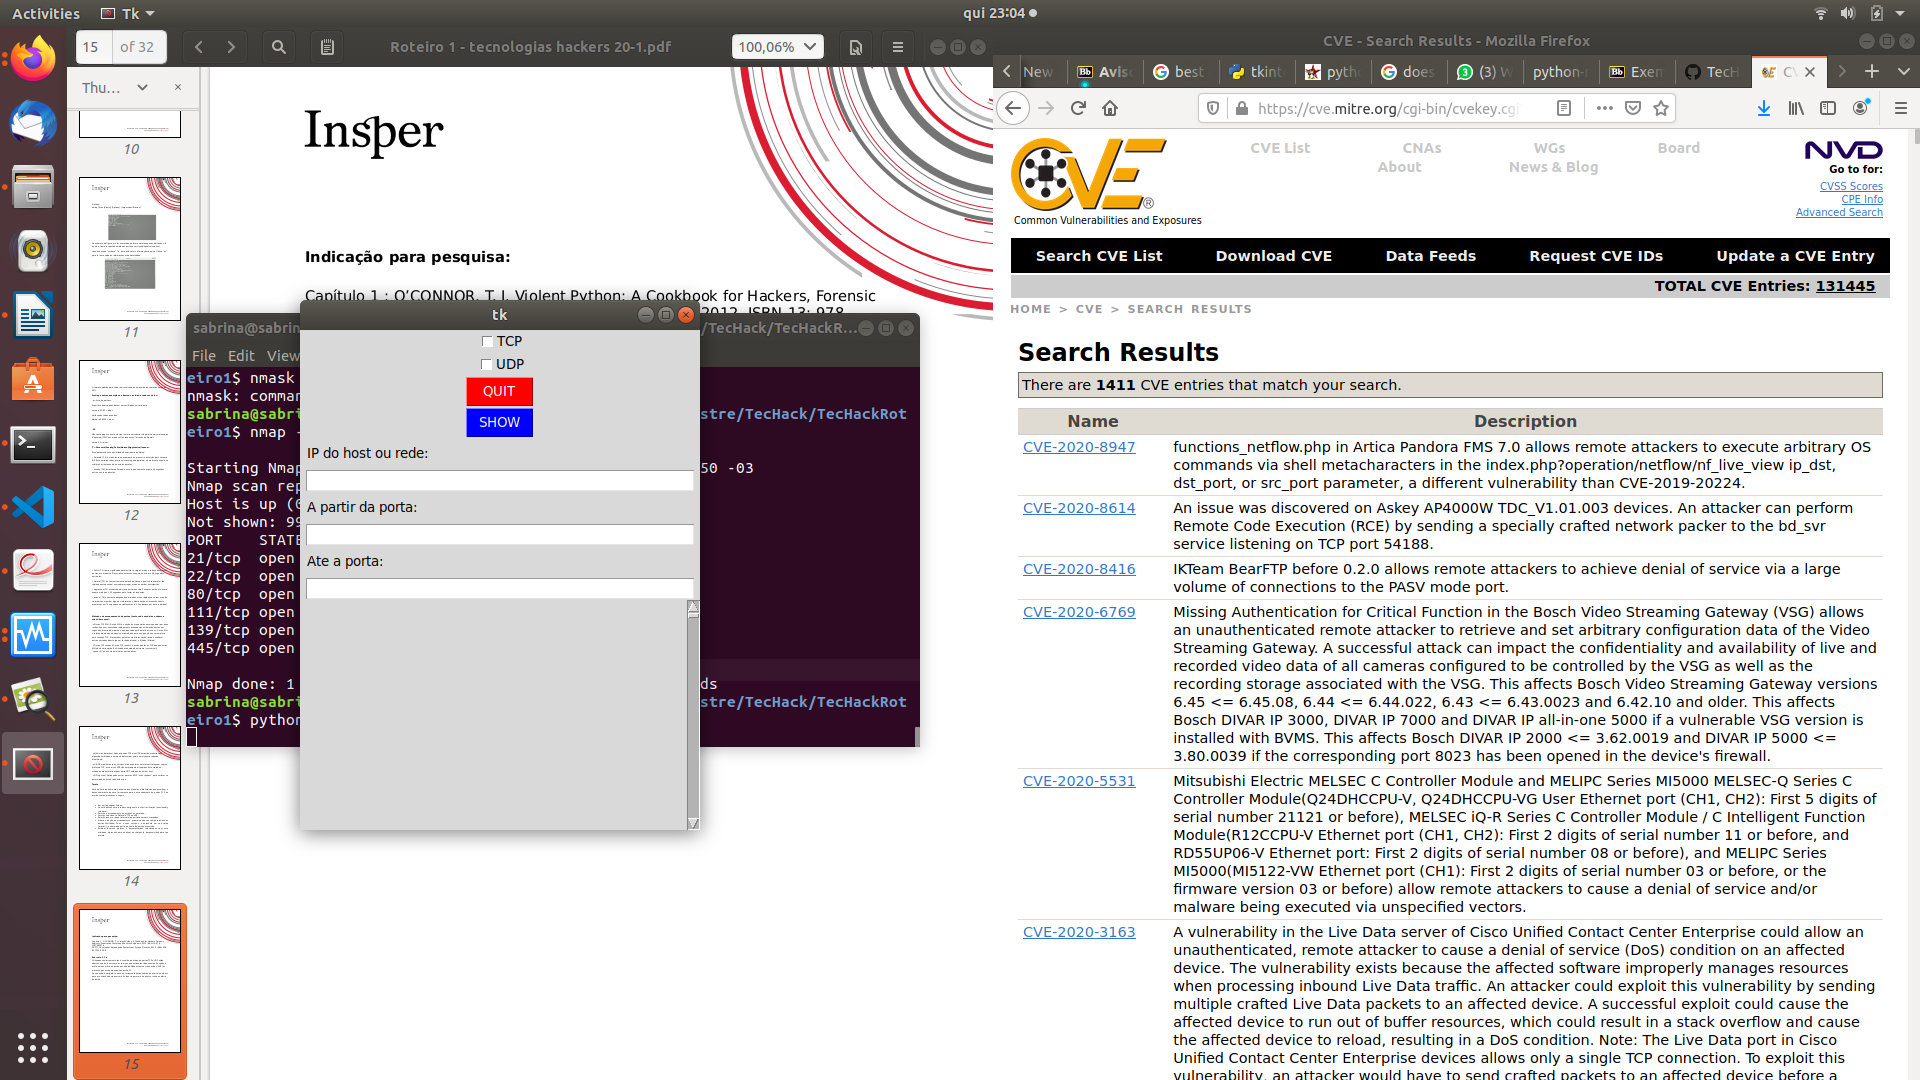 Activities
Tk
qui 23:04
15
of 32
Roteiro 1 - tecnologias hackers 20-1.pdf
100,06%
Thu...
10
11
12
13
14
15
Insper
Indicação para pesquisa:
Capítulo 1 : O'CONNOR, T. J. Violent Python: A Cookbook for Hackers, Forensic
2012. ISBN 13: 978
sabrina@sabrin
/TecHack/TecHackR...
File Edit View
eiro1$ nmask
nmask: comman
sabrina@sabri
stre/TecHack/TecHackRot
eiro1$ nmap -
Starting Nmap
50 -03
Nmap scan rep
Host is up (0
Not shown: 99
PORT STATE
21/tcp open
22/tcp open
80/tcp open
111/tcp open
139/tcp open
445/tcp open
Nmap done: 1
ds
sabrina@sabri
stre/TecHack/TecHackRot
eiro1$ python
tk
TCP
UDP
QUIT
SHOW
IP do host ou rede:
A partir da porta:
Ate a porta:
CVE - Search Results - Mozilla Firefox
New
Aviso
best
tkint
pytho
does
(3) W
python-n
Exem
TecH
CV
https://cve.mitre.org/cgi-bin/cvekey.cgi
CVE
Common Vulnerabilities and Exposures
CVE List
CNAs
WGs
Board
About
News & Blog
NVD
Go to for:
CVSS Scores
CPE Info
Advanced Search
Search CVE List
Download CVE
Data Feeds
Request CVE IDs
Update a CVE Entry
TOTAL CVE Entries: 131445
HOME > CVE > SEARCH RESULTS
Search Results
There are 1411 CVE entries that match your search.
Name
Description
CVE-2020-8947
functions_netflow.php in Artica Pandora FMS 7.0 allows remote attackers to execute arbitrary OS
commands via shell metacharacters in the index.php?operation/netflow/nf_live_view ip_dst,
dst_port, or src_port parameter, a different vulnerability than CVE-2019-20224.
CVE-2020-8614
An issue was discovered on Askey AP4000W TDC_V1.01.003 devices. An attacker can perform
Remote Code Execution (RCE) by sending a specially crafted network packer to the bd_svr
service listening on TCP port 54188.
CVE-2020-8416
IKTeam BearFTP before 0.2.0 allows remote attackers to achieve denial of service via a large
volume of connections to the PASV mode port.
CVE-2020-6769
Missing Authentication for Critical Function in the Bosch Video Streaming Gateway (VSG) allows
an unauthenticated remote attacker to retrieve and set arbitrary configuration data of the Video
Streaming Gateway. A successful attack can impact the confidentiality and availability of live and
recorded video data of all cameras configured to be controlled by the VSG as well as the
recording storage associated with the VSG. This affects Bosch Video Streaming Gateway versions
6.45 <= 6.45.08, 6.44 <= 6.44.022, 6.43 <= 6.43.0023 and 6.42.10 and older. This affects
Bosch DIVAR IP 3000, DIVAR IP 7000 and DIVAR IP all-in-one 5000 if a vulnerable VSG version is
installed with BVMS. This affects Bosch DIVAR IP 2000 <= 3.62.0019 and DIVAR IP 5000 <=
3.80.0039 if the corresponding port 8023 has been opened in the device's firewall.
CVE-2020-5531
Mitsubishi Electric MELSEC C Controller Module and MELIPC Series MI5000 MELSEC-Q Series C
Controller Module(Q24DHCCPU-V, Q24DHCCPU-VG User Ethernet port (CH1, CH2): First 5 digits of
serial number 21121 or before), MELSEC iQ-R Series C Controller Module / C Intelligent Function
Module(R12CCPU-V Ethernet port (CH1, CH2): First 2 digits of serial number 11 or before, and
RD55UP06-V Ethernet port: First 2 digits of serial number 08 or before), and MELIPC Series
MI5000(MI5122-VW Ethernet port (CH1): First 2 digits of serial number 03 or before, or the
firmware version 03 or before) allow remote attackers to cause a denial of service and/or
malware being executed via unspecified vectors.
CVE-2020-3163
A vulnerability in the Live Data server of Cisco Unified Contact Center Enterprise could allow an
unauthenticated, remote attacker to cause a denial of service (DoS) condition on an affected
device. The vulnerability exists because the affected software improperly manages resources
when processing inbound Live Data traffic. An attacker could exploit this vulnerability by sending
multiple crafted Live Data packets to an affected device. A successful exploit could cause the
affected device to run out of buffer resources, which could result in a stack overflow and cause
the affected device to reload, resulting in a DoS condition. Note: The Live Data port in Cisco
Unified Contact Center Enterprise devices allows only a single TCP connection. To exploit this
vulnerability, an attacker would have to send crafted packets to an affected device before a